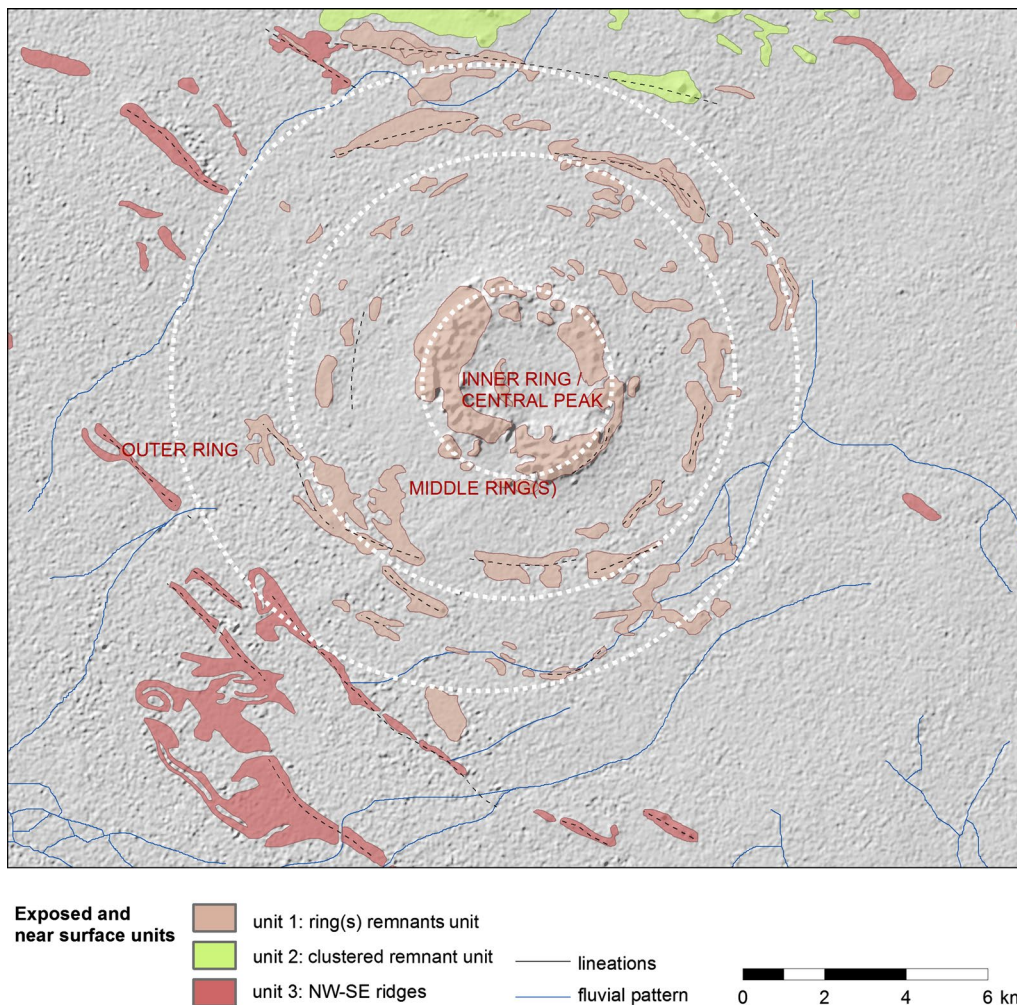 INNER RING /
CENTRAL PEAK
OUTER RING
MIDDLE RING(S)
Exposed and
near surface units
unit 1: ring(s) remnants unit
unit 2: clustered remnant unit
unit 3: NW-SE ridges
lineations
fluvial pattern
0 2 4 6 km